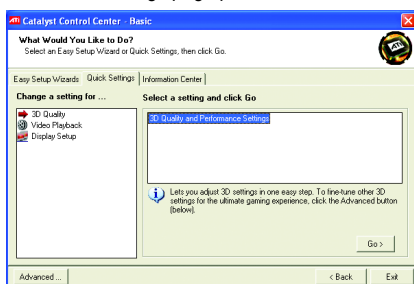 Catalyst Control Center - Basic
What Would You Like to Do?
Select an Easy Setup Wizard or Quick Settings, then click Go.
ATI
Easy Setup Wizards Quick Settings Information Center
Change a setting for ...
3D Quality
Video Playback
Display Setup
Select a setting and click Go
3D Quality and Performance Settings
Lets you adjust 3D settings in one easy step. To fine-tune other 3D
settings for the ultimate gaming experience, click the Advanced button
(below).
Go >
Advanced ... < Back Exit